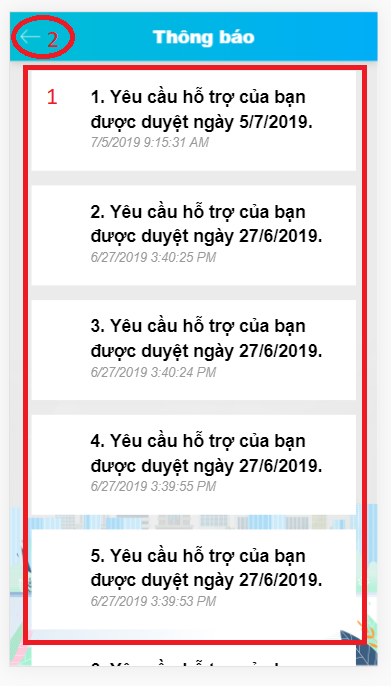 2
Thông báo
1
1. Yêu cầu hỗ trợ của bạn
được duyệt ngày 5/7/2019.
7/5/2019 9:15:31 AM
2. Yêu cầu hỗ trợ của bạn
được duyệt ngày 27/6/2019.
6/27/2019 3:40:25 PM
3. Yêu cầu hỗ trợ của bạn
được duyệt ngày 27/6/2019.
6/27/2019 3:40:24 PM
4. Yêu cầu hỗ trợ của bạn
được duyệt ngày 27/6/2019.
6/27/2019 3:39:55 PM
5. Yêu cầu hỗ trợ của bạn
được duyệt ngày 27/6/2019.
6/27/2019 3:39:53 PM